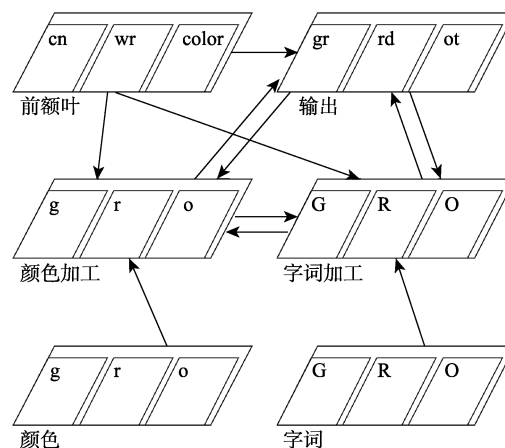 cn wr color
gr rd ot
前额叶
输出
g r o
G R O
颜色加工
字词加工
g r o
G R O
颜色
字词